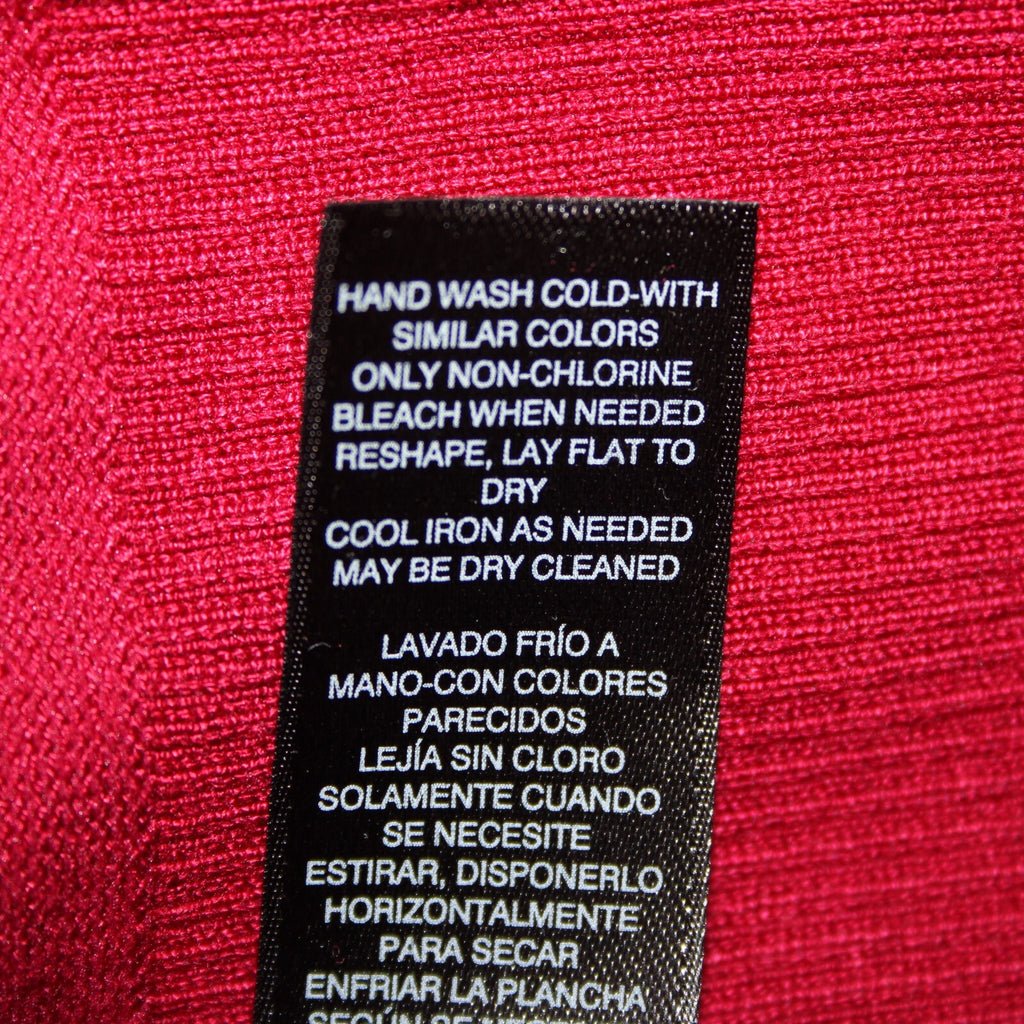 HAND WASH COLD-WITH
SIMILAR COLORS
ONLY NON-CHLORINE
BLEACH WHEN NEEDED
RESHAPE, LAY FLAT TO
DRY
COOL IRON AS NEEDED
MAY BE DRY CLEANED
LAVADO FRÍO A
MANO-CON COLORES
PARECIDOS
LEJÍA SIN CLORO
SOLAMENTE CUANDO
SE NECESITE
ESTIRAR, DISPONERLO
HORIZONTALMENTE
PARA SECAR
ENFRIAR LA PLANCHA
SEGÚN SE